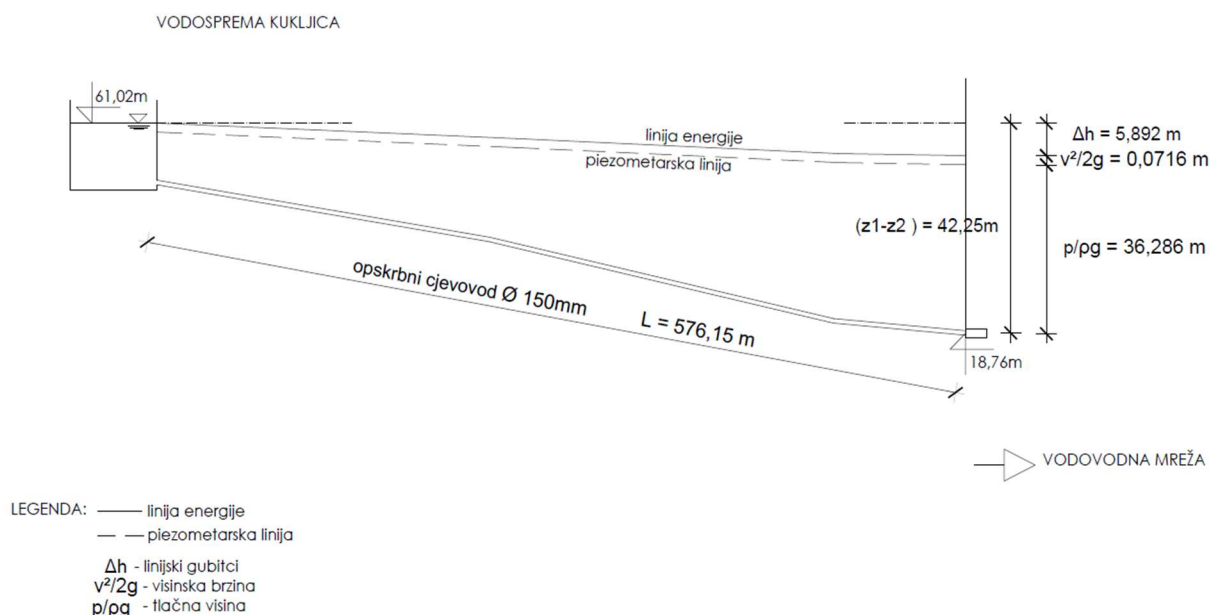 VODOSPREMA KUKLJICA
61,02m
linija energije
piezometarska linija
Δh = 5,892 m
v²/2g = 0,0716 m
(z1-z2 ) = 42,25m
p/ρg = 36,286 m
opskrbni cjevovod Ø 150mm
L = 576,15 m
18,76m
VODOVODNA MREŽA
LEGENDA:
linija energije
piezometarska linija
Δh - linijski gubitci
v²/2g - visinska brzina
p/ρg - tlačna visina